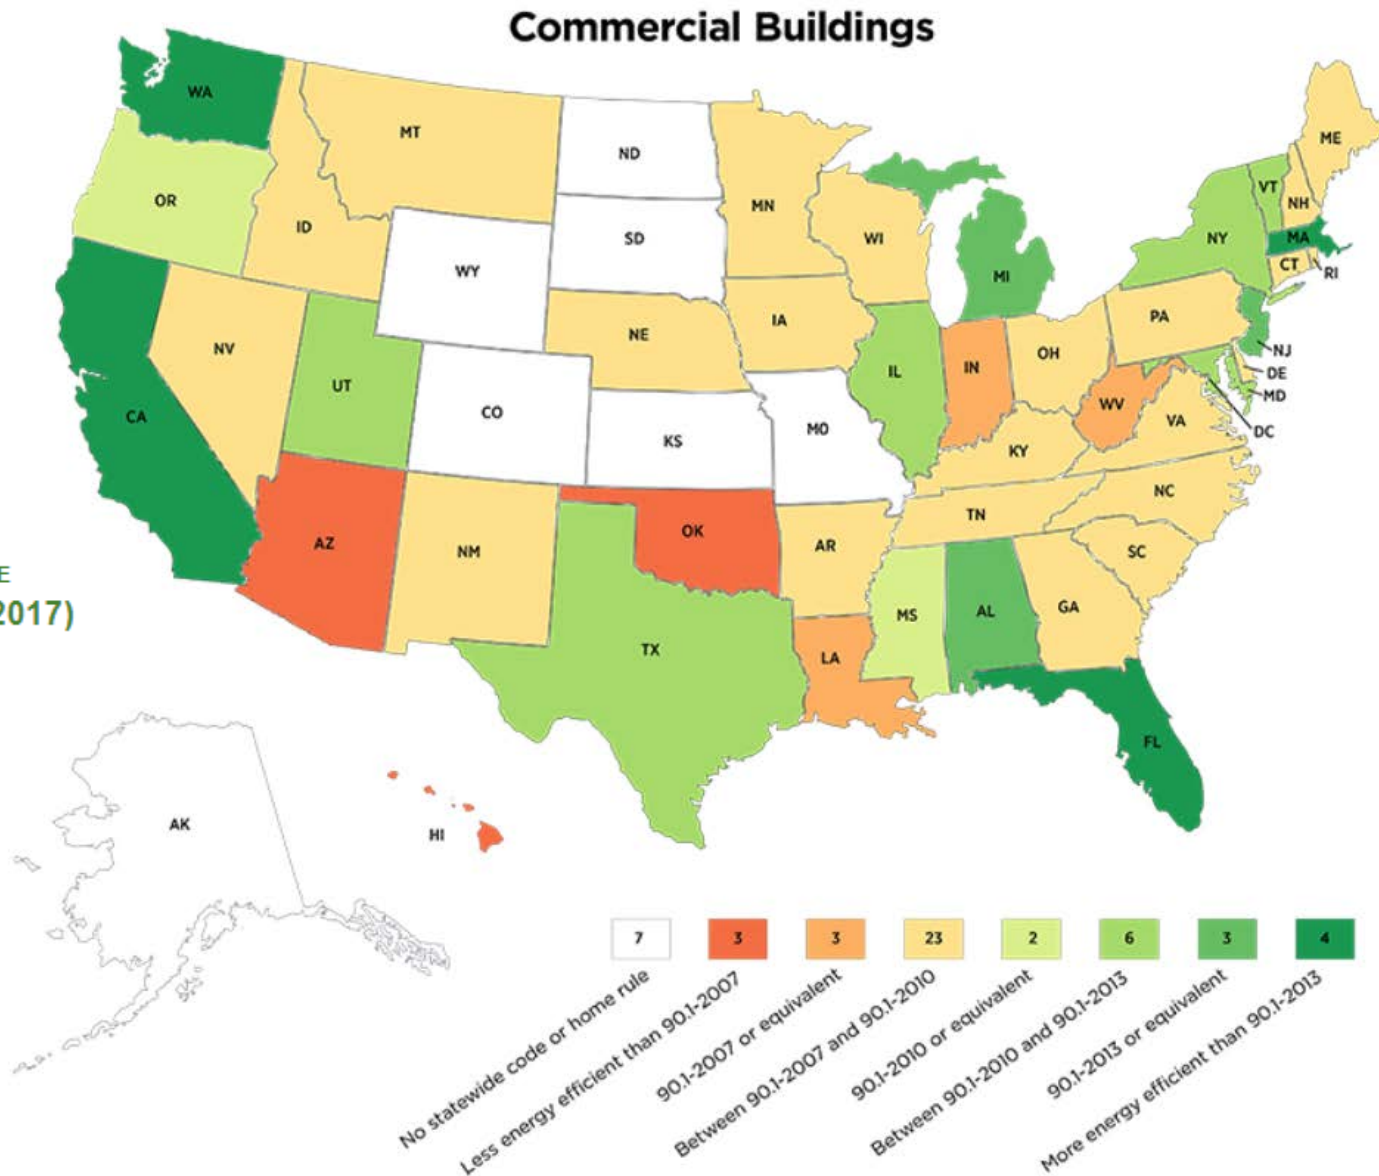 Commercial Buildings
WA
MT
ND
ME
OR
ID
MN
VT
NH
SD
WI
NY
MA
WY
MI
CT
RI
NE
IA
PA
NV
UT
IL
IN
OH
NJ
DE
MD
CO
CA
KS
MO
WV
VA
DC
KY
NC
AZ
NM
OK
AR
TN
SC
E
2017)
TX
MS
AL
GA
LA
FL
AK
HI
7
3
3
23
2
6
3
4
No statewide code or home rule
Less energy efficient than 90.1-2007
90.1-2007 or equivalent
Between 90.1-2007 and 90.1-2010
90.1-2010 or equivalent
Between 90.1-2010 and 90.1-2013
90.1-2013 or equivalent
More energy efficient than 90.1-2013